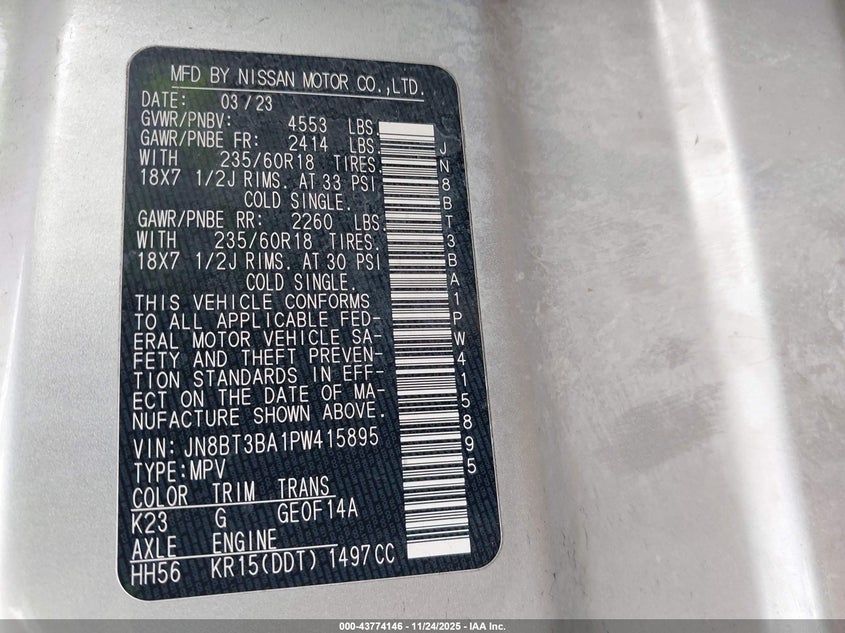 MFD BY NISSAN MOTOR CO.,LTD.
DATE: 03/23
GVWR/PNBV: 4553 LBS.
GAWR/PNBE FR: 2414 LBS.
WITH 235/60R18 TIRES.
18X7 1/2J RIMS. AT 33 PSI
COLD SINGLE.
GAWR/PNBE RR: 2260 LBS.
WITH 235/60R18 TIRES.
18X7 1/2J RIMS. AT 30 PSI
COLD SINGLE.
THIS VEHICLE CONFORMS
TO ALL APPLICABLE FED-
ERAL MOTOR VEHICLE SA-
FETY AND THEFT PREVEN-
TION STANDARDS IN EFF-
ECT ON THE DATE OF MA-
NUFACTURE SHOWN ABOVE.
VIN: JN8BT3BA1PW415895
TYPE:MPV
COLOR TRIM TRANS
K23 G GE0F14A
AXLE ENGINE
HH56 KR15(DDT) 1497CC
JN8BT3BA1PW415895
000-43774146 - 11/24/2025 - IAA Inc.